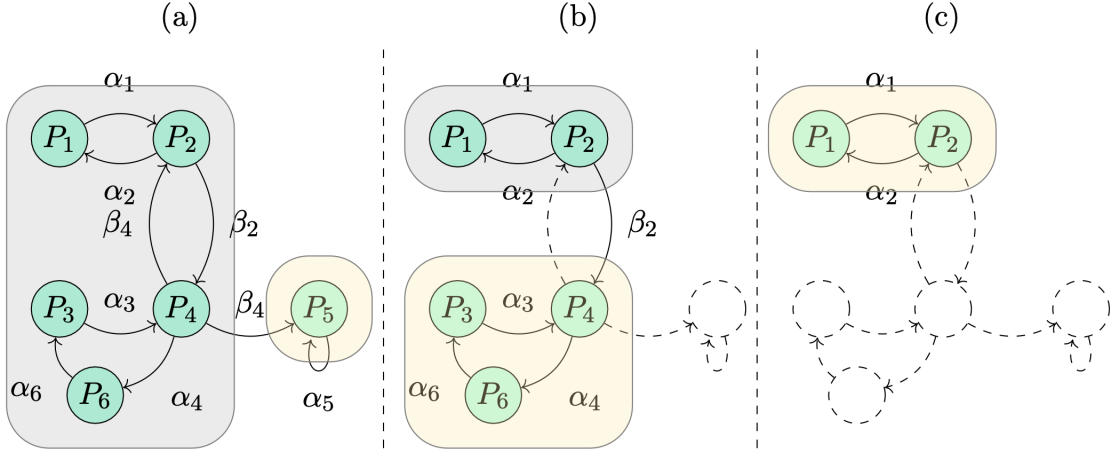 (a) (b) (c)
α₁ α₁ α₁
P₁ P₂ P₁ P₂ P₁ P₂
α₂ α₂ α₂
β₄ β₂ β₂
P₃ α₃ P₄ β₄ P₅ P₃ α₃ P₄
α₆ P₆ α₄ α₅ α₆ P₆ α₄